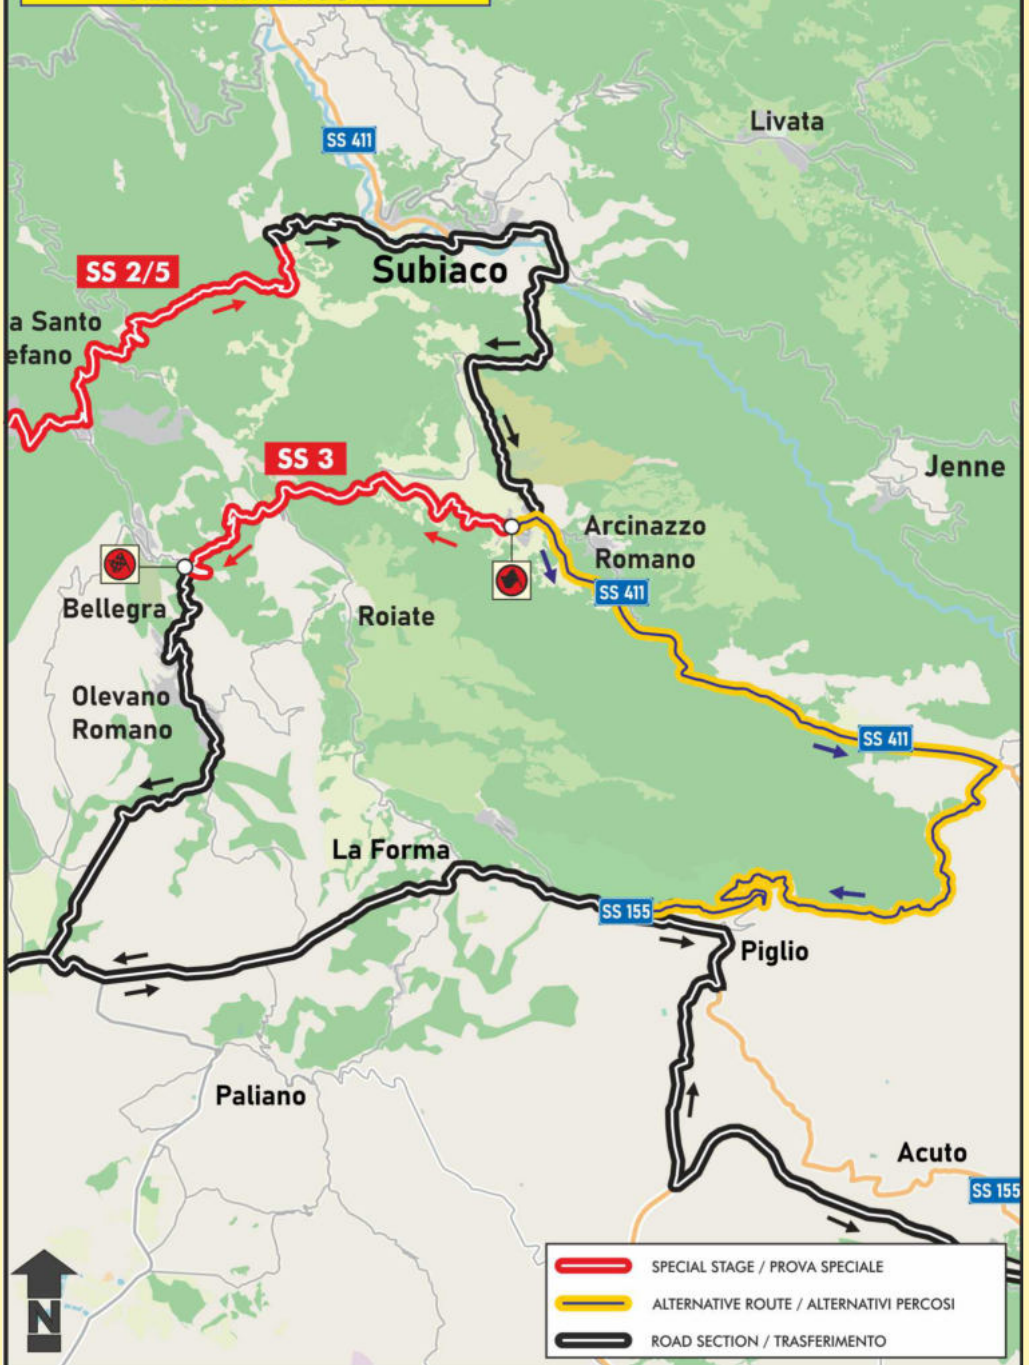 Livata
SS 411
Subiaco
SS 2/5
a Santo
efano
Jenne
SS 3
Arcinazzo
Romano
SS 411
Bellegra
Roiate
Olevano
Romano
SS 411
La Forma
SS 155
Piglio
Paliano
Acuto
SS 155
N
SPECIAL STAGE / PROVA SPECIALE
ALTERNATIVE ROUTE / ALTERNATIVI PERCOSI
ROAD SECTION / TRASFERIMENTO